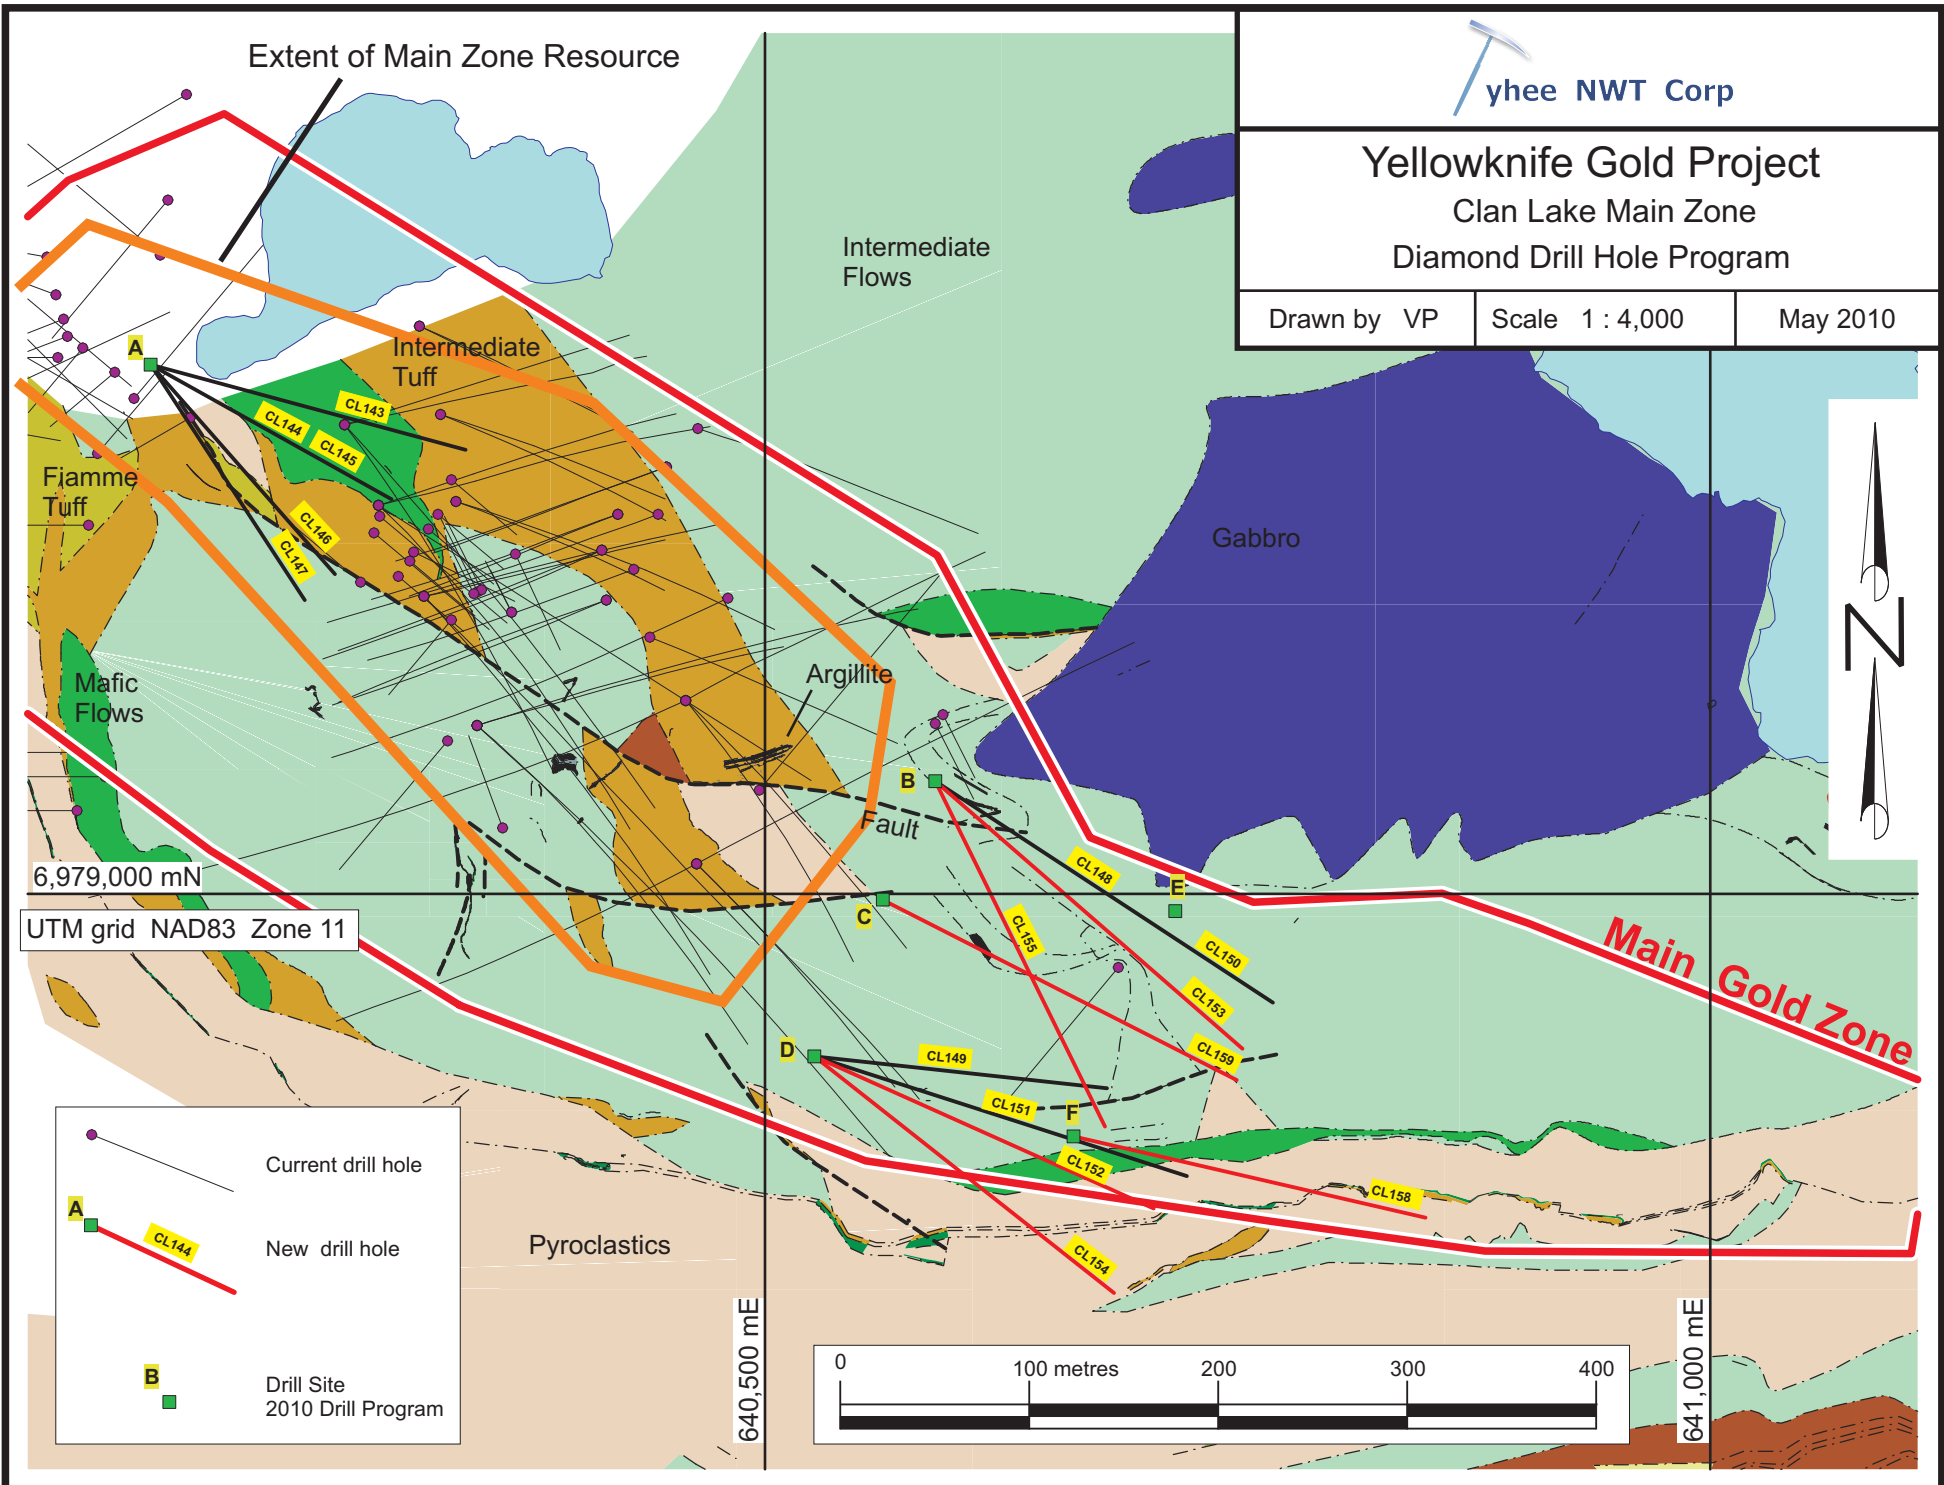 Extent of Main Zone Resource
yhee NWT Corp
Yellowknife Gold Project
Clan Lake Main Zone
Diamond Drill Hole Program
Drawn by VP
Scale 1 : 4,000
May 2010
Intermediate
Flows
A
Intermediate
Tuff
CL143
CL144
CL145
CL146
CL147
Fiamme
Tuff
Gabbro
N
Mafic
Flows
Argillite
B
Fault
6,979,000 mN
UTM grid NAD83 Zone 11
CL148
E
C
CL155
CL150
CL153
CL159
Main Gold Zone
D
CL149
CL151
F
CL152
CL158
CL154
Pyroclastics
Current drill hole
A
CL144
New drill hole
B
Drill Site
2010 Drill Program
640,500 mE
641,000 mE
0 100 metres 200 300 400